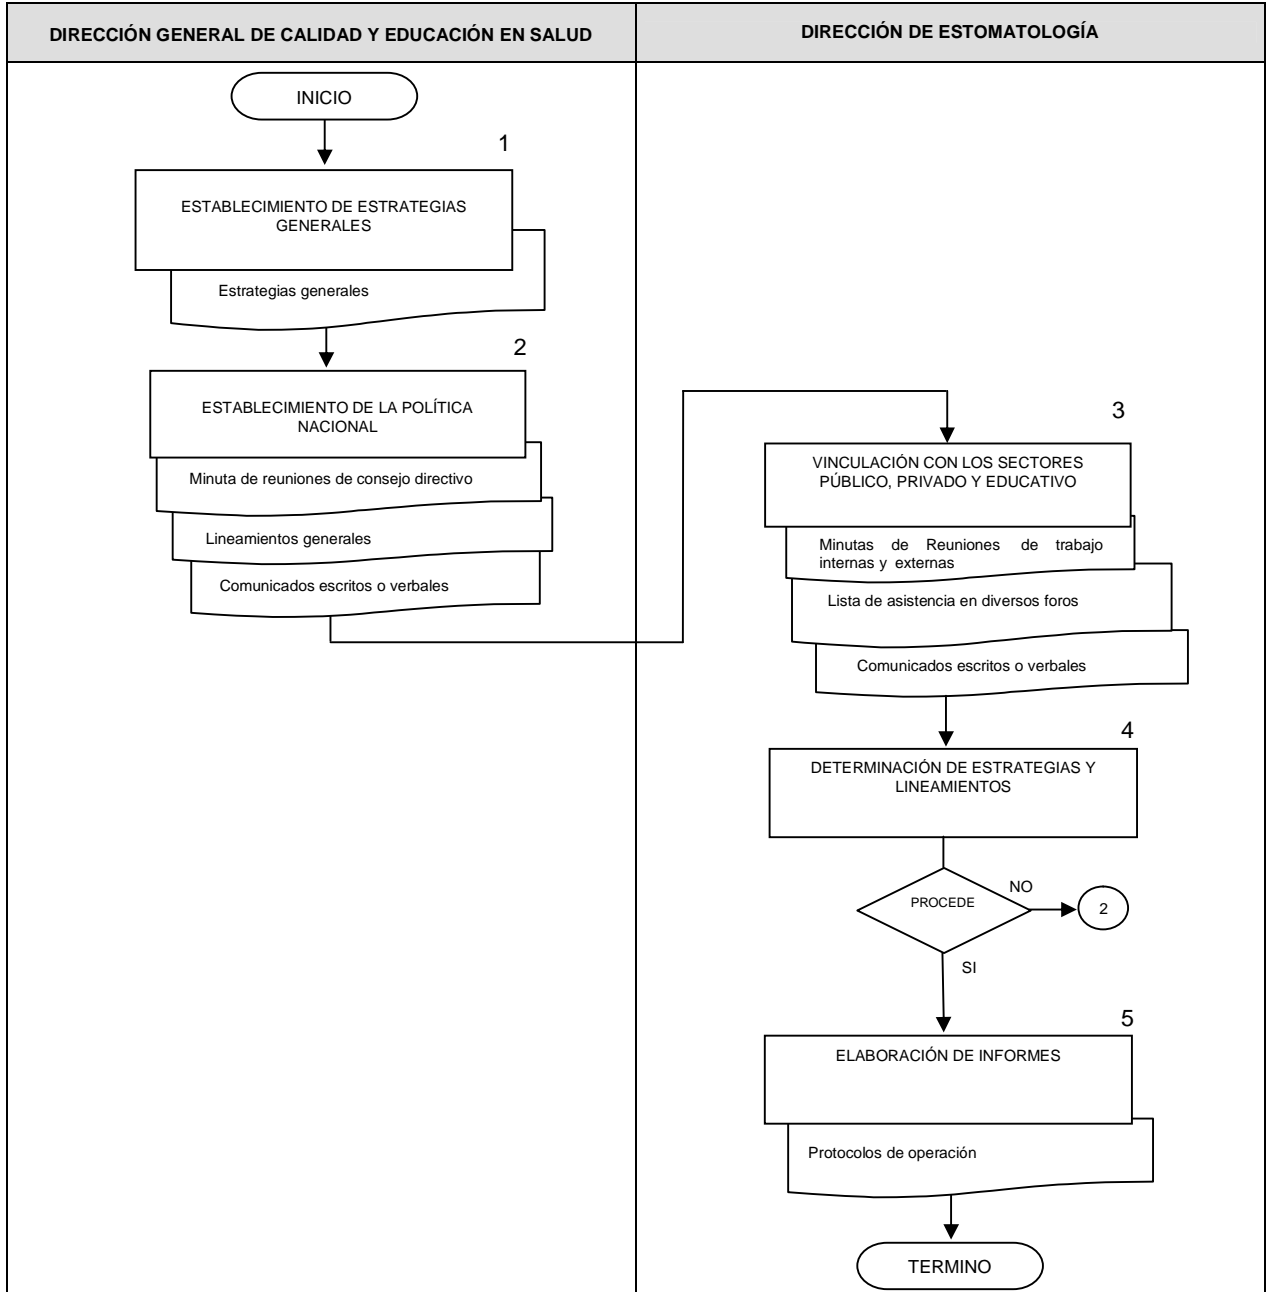 DIRECCIÓN GENERAL DE CALIDAD Y EDUCACIÓN EN SALUD
DIRECCIÓN DE ESTOMATOLOGÍA
INICIO
1
ESTABLECIMIENTO DE ESTRATEGIAS
GENERALES
Estrategias generales
2
ESTABLECIMIENTO DE LA POLÍTICA
NACIONAL
Minuta de reuniones de consejo directivo
Lineamientos generales
Comunicados escritos o verbales
3
VINCULACIÓN CON LOS SECTORES
PÚBLICO, PRIVADO Y EDUCATIVO
Minutas de Reuniones de trabajo
internas y externas
Lista de asistencia en diversos foros
Comunicados escritos o verbales
4
DETERMINACIÓN DE ESTRATEGIAS Y
LINEAMIENTOS
PROCEDE
NO
2
SI
5
ELABORACIÓN DE INFORMES
Protocolos de operación
TERMINO